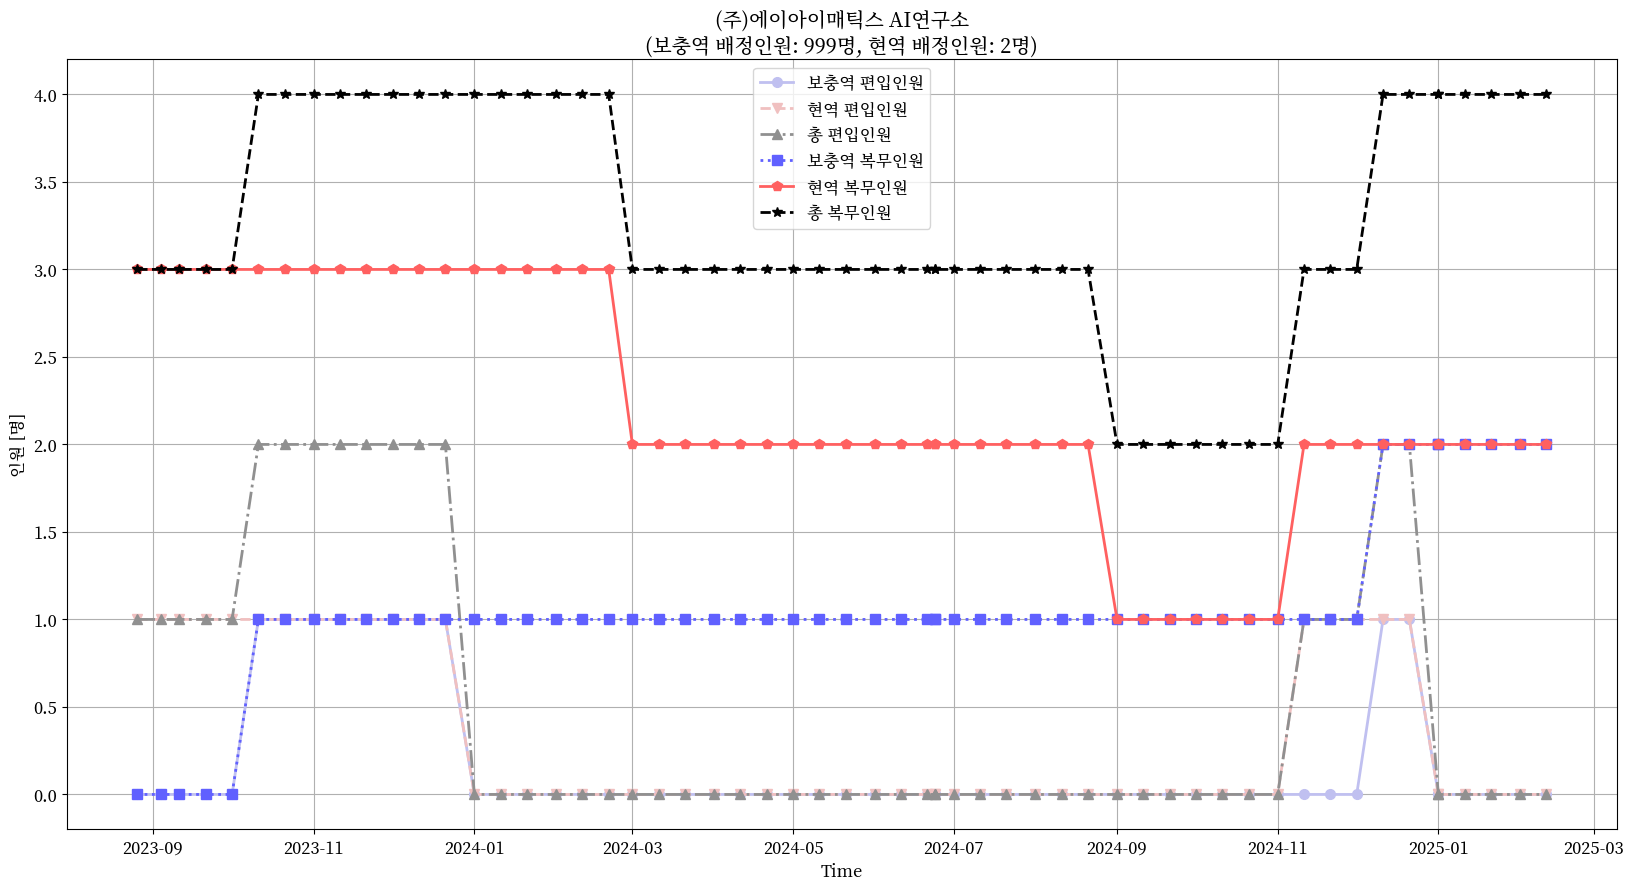 (주)에이아이매틱스 AI연구소
(보충역 배정인원: 999명, 현역 배정인원: 2명)
보충역 편입인원
현역 편입인원
총 편입인원
보충역 복무인원
현역 복무인원
총 복무인원
4.0
3.5
3.0
2.5
2.0
1.5
1.0
0.5
0.0
인원 [명]
2023-09 2023-11 2024-01 2024-03 2024-05 2024-07 2024-09 2024-11 2025-01 2025-03
Time